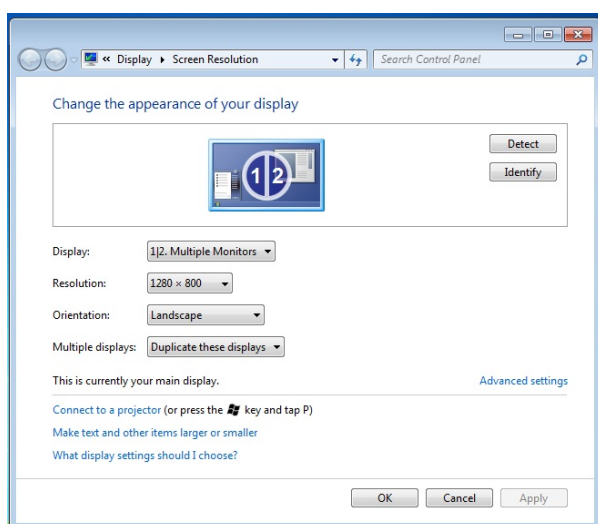 « Display ▸ Screen Resolution Search Control Panel
Change the appearance of your display
1|2
Detect
Identify
Display: 1|2. Multiple Monitors
Resolution: 1280 × 800
Orientation: Landscape
Multiple displays: Duplicate these displays
This is currently your main display. Advanced settings
Connect to a projector (or press the key and tap P)
Make text and other items larger or smaller
What display settings should I choose?
OK Cancel Apply